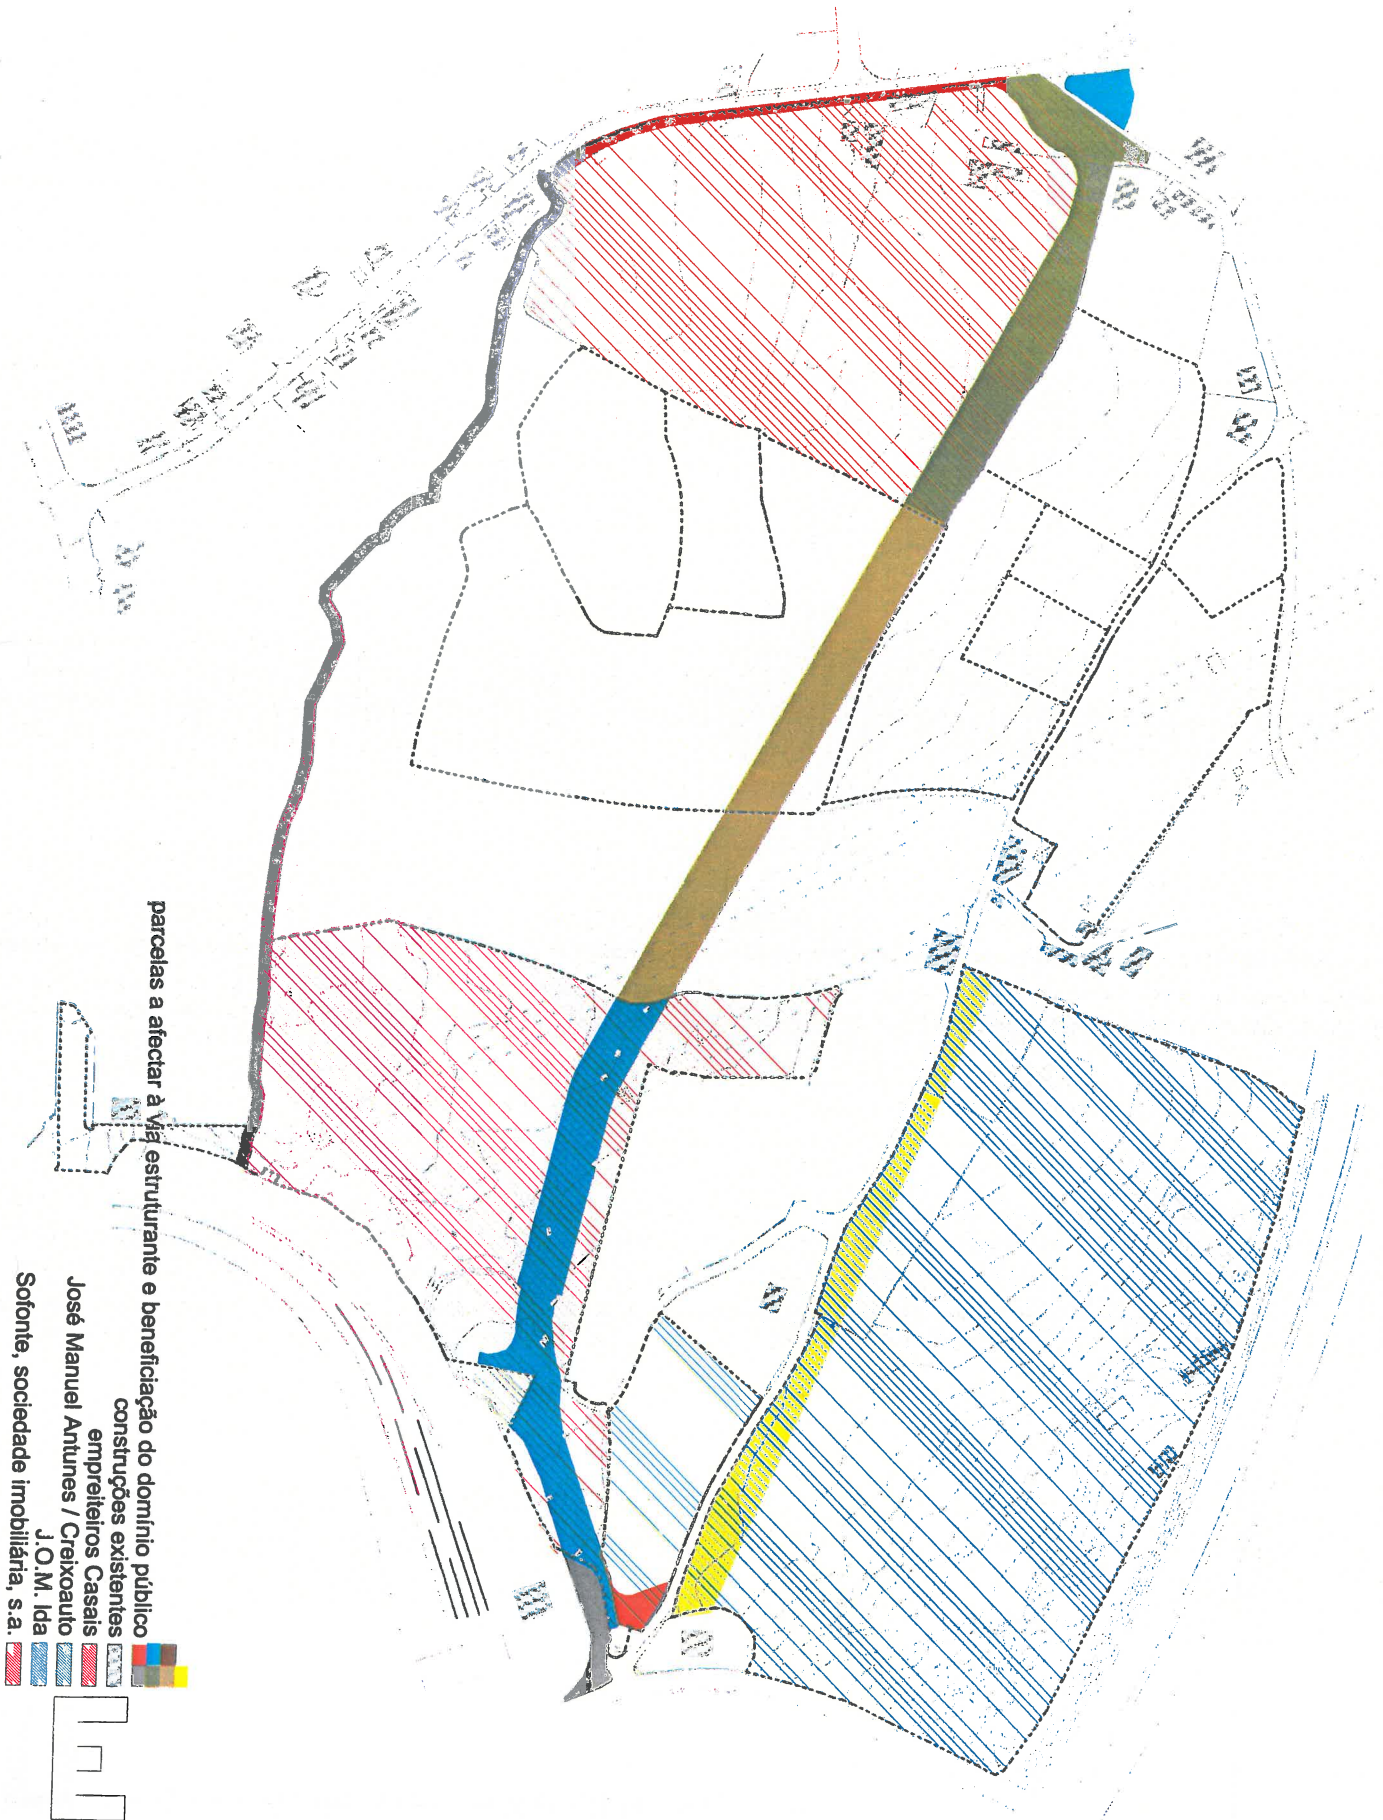 parcelas a afectar à via estruturante e beneficiação do domínio público
construções existentes
empreiteiros Casais
José Manuel Antunes / Creixoauto
J.O.M. lda
Sofonte, sociedade imobiliária, s.a.
E